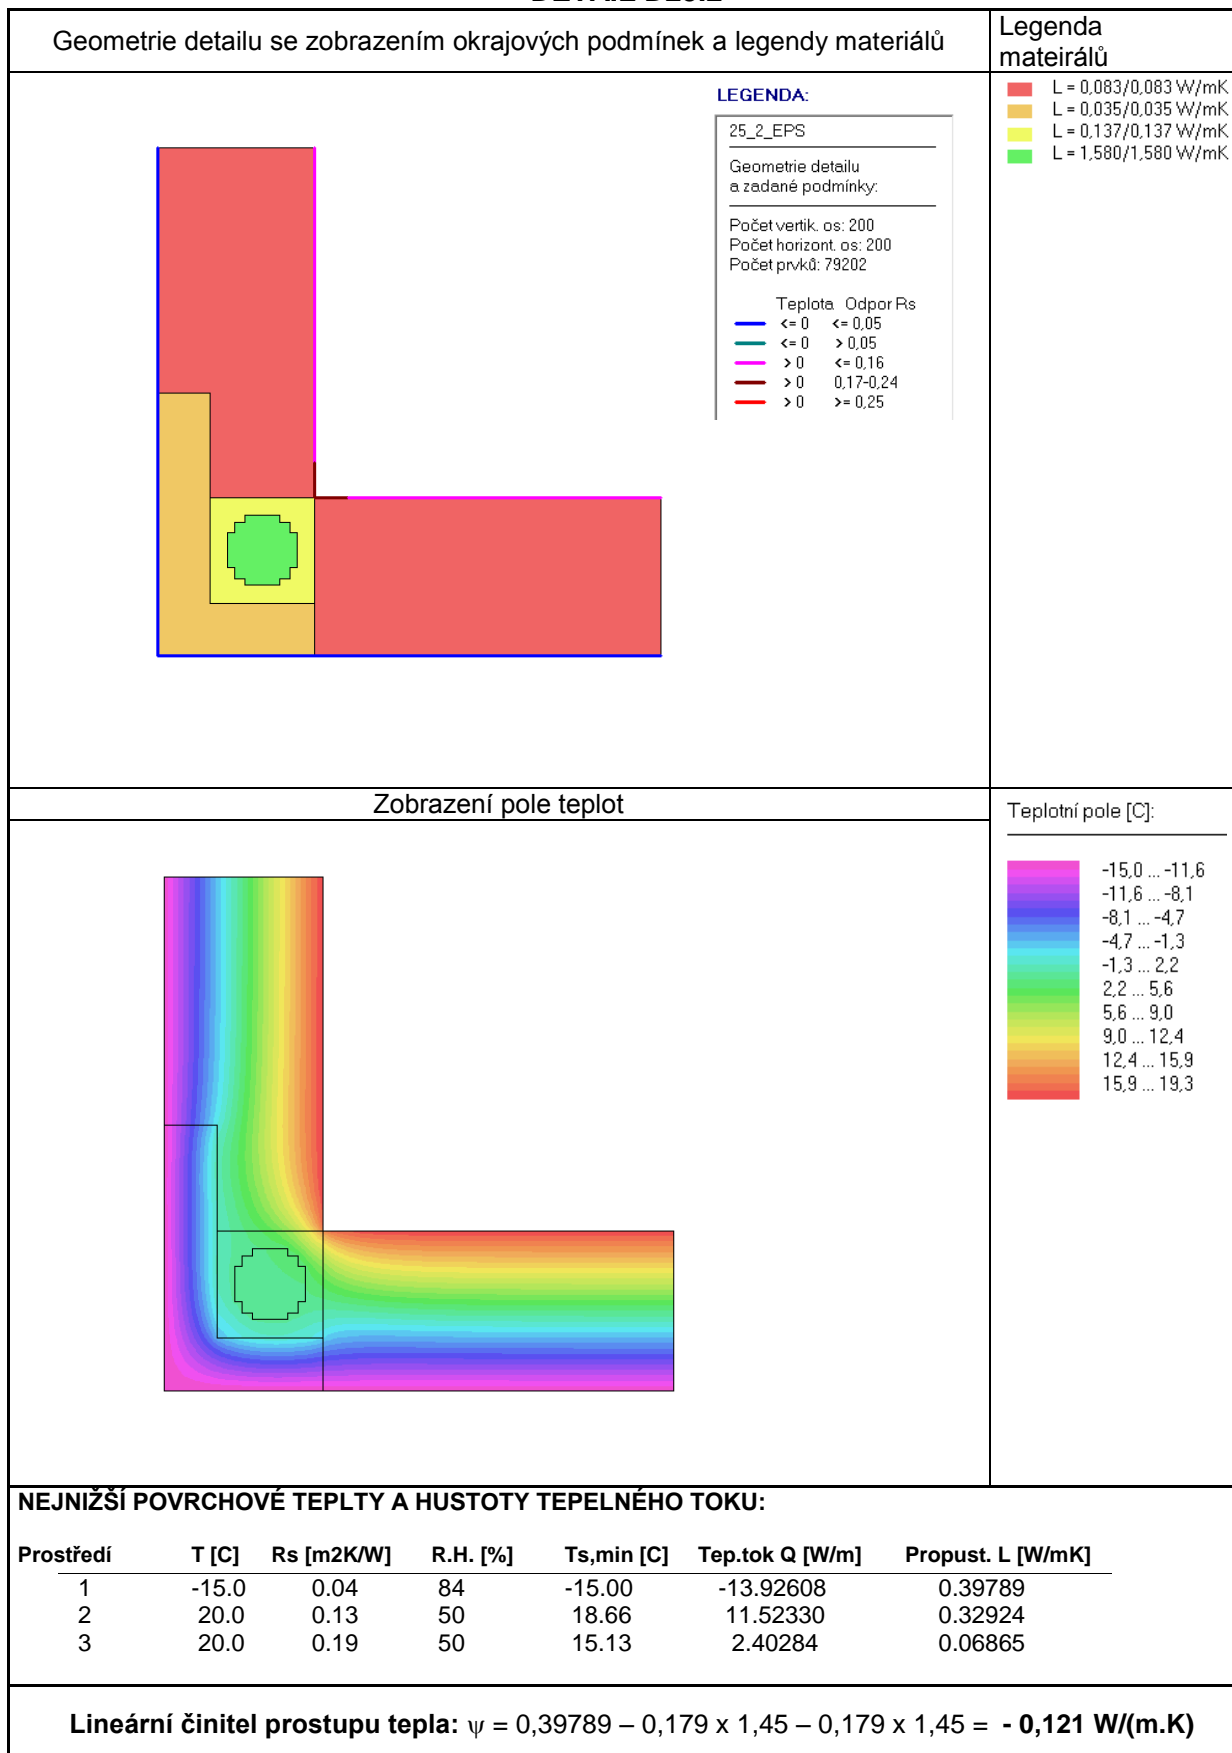 Geometrie detailu se zobrazením okrajových podmínek a legendy materiálů
Legenda
mateirálů
L = 0,083/0,083 W/mK
L = 0,035/0,035 W/mK
L = 0,137/0,137 W/mK
L = 1,580/1,580 W/mK
LEGENDA:
25_2_EPS
Geometrie detailu
a zadané podmínky:
Počet vertik. os: 200
Počet horizont. os: 200
Počet prvků: 79202
Teplota Odpor Rs
<= 0 <= 0,05
<= 0 > 0,05
> 0 <= 0,16
> 0 0,17-0,24
> 0 >= 0,25
Zobrazení pole teplot
Teplotní pole [C]:
-15,0 ... -11,6
-11,6 ... -8,1
-8,1 ... -4,7
-4,7 ... -1,3
-1,3 ... 2,2
2,2 ... 5,6
5,6 ... 9,0
9,0 ... 12,4
12,4 ... 15,9
15,9 ... 19,3
NEJNIŽŠÍ POVRCHOVÉ TEPLTY A HUSTOTY TEPELNÉHO TOKU:
Prostředí T [C] Rs [m2K/W] R.H. [%] Ts,min [C] Tep.tok Q [W/m] Propust. L [W/mK]
1 -15.0 0.04 84 -15.00 -13.92608 0.39789
2 20.0 0.13 50 18.66 11.52330 0.32924
3 20.0 0.19 50 15.13 2.40284 0.06865
Lineární činitel prostupu tepla: ψ = 0,39789 – 0,179 x 1,45 – 0,179 x 1,45 = - 0,121 W/(m.K)